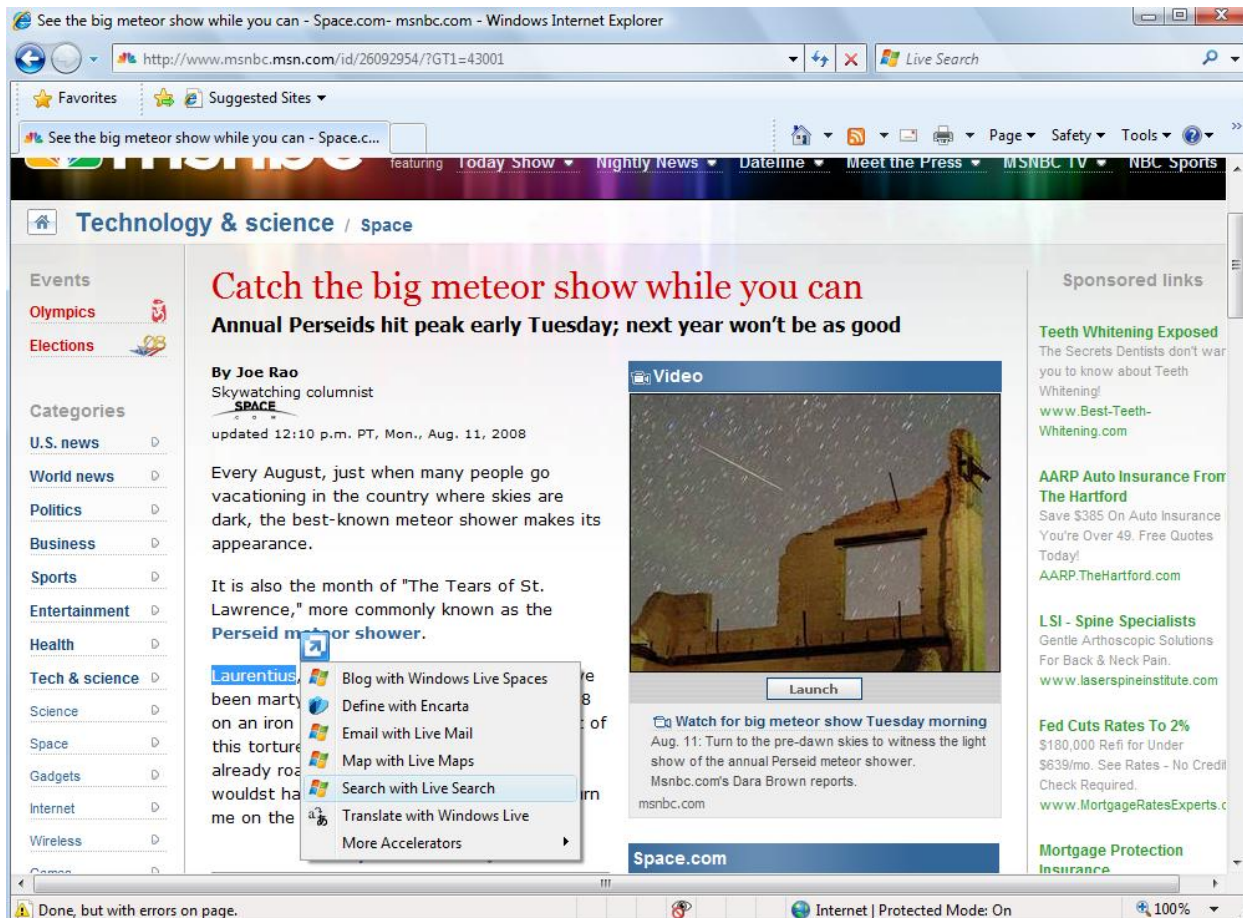 See the big meteor show while you can - Space.com- msnbc.com - Windows Internet Explorer
http://www.msnbc.msn.com/id/26092954/?GT1=43001
Live Search
Favorites
Suggested Sites
See the big meteor show while you can - Space.c...
Page
Safety
Tools
msnbc
featuring
Today Show
Nightly News
Dateline
Meet the Press
MSNBC TV
NBC Sports
Technology & science / Space
Events
Olympics
Elections
Categories
U.S. news
World news
Politics
Business
Sports
Entertainment
Health
Tech & science
Science
Space
Gadgets
Internet
Wireless
Games
Catch the big meteor show while you can
Annual Perseids hit peak early Tuesday; next year won't be as good
By Joe Rao
Skywatching columnist
SPACE
C O M
updated 12:10 p.m. PT, Mon., Aug. 11, 2008
Every August, just when many people go
vacationing in the country where skies are
dark, the best-known meteor shower makes its
appearance.
It is also the month of "The Tears of St.
Lawrence," more commonly known as the
Perseid meteor shower.
Laurentius,
been marty 8
on an iron t of
this torture
already roa
wouldst ha urn
me on the
Blog with Windows Live Spaces
Define with Encarta
Email with Live Mail
Map with Live Maps
Search with Live Search
Translate with Windows Live
More Accelerators
Video
Launch
Watch for big meteor show Tuesday morning
Aug. 11: Turn to the pre-dawn skies to witness the light
show of the annual Perseid meteor shower.
Msnbc.com's Dara Brown reports.
msnbc.com
Space.com
Sponsored links
Teeth Whitening Exposed
The Secrets Dentists don't war
you to know about Teeth
Whitening!
www.Best-Teeth-
Whitening.com
AARP Auto Insurance From
The Hartford
Save $385 On Auto Insurance
You're Over 49. Free Quotes
Today!
AARP.TheHartford.com
LSI - Spine Specialists
Gentle Arthoscopic Solutions
For Back & Neck Pain.
www.laserspineinstitute.com
Fed Cuts Rates To 2%
$180,000 Refi for Under
$639/mo. See Rates - No Credit
Check Required.
www.MortgageRatesExperts.c
Mortgage Protection
Insurance
Done, but with errors on page.
Internet | Protected Mode: On
100%